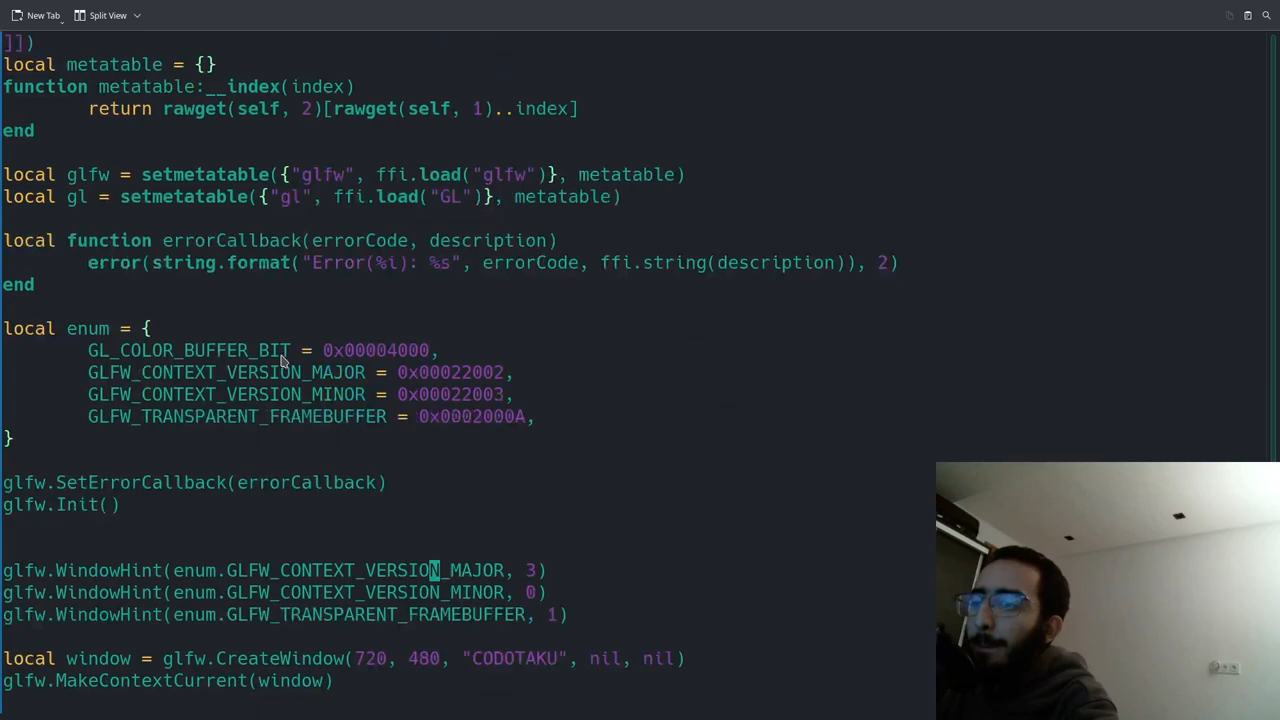 New Tab Split View
]])
local metatable = {}
function metatable:__index(index)
return rawget(self, 2)[rawget(self, 1)..index]
end
local glfw = setmetatable({"glfw", ffi.load("glfw")}, metatable)
local gl = setmetatable({"gl", ffi.load("GL")}, metatable)
local function errorCallback(errorCode, description)
error(string.format("Error(%i): %s", errorCode, ffi.string(description)), 2)
end
local enum = {
GL_COLOR_BUFFER_BIT = 0x00004000,
GLFW_CONTEXT_VERSION_MAJOR = 0x00022002,
GLFW_CONTEXT_VERSION_MINOR = 0x00022003,
GLFW_TRANSPARENT_FRAMEBUFFER = 0x0002000A,
}
glfw.SetErrorCallback(errorCallback)
glfw.Init()
glfw.WindowHint(enum.GLFW_CONTEXT_VERSION_MAJOR, 3)
glfw.WindowHint(enum.GLFW_CONTEXT_VERSION_MINOR, 0)
glfw.WindowHint(enum.GLFW_TRANSPARENT_FRAMEBUFFER, 1)
local window = glfw.CreateWindow(720, 480, "CODOTAKU", nil, nil)
glfw.MakeContextCurrent(window)